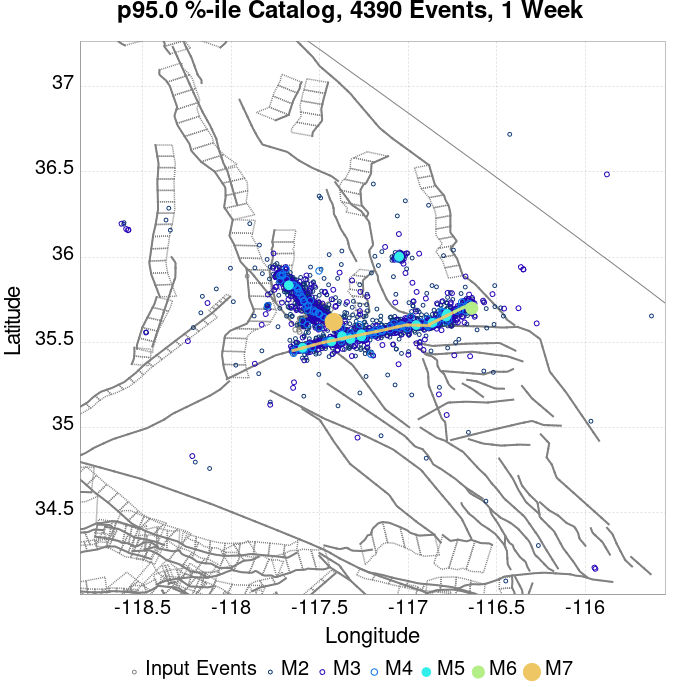 p95.0 %-ile Catalog, 4390 Events, 1 Week
37
36.5
36
35.5
35
34.5
Latitude
-118.5 -118 -117.5 -117 -116.5 -116
Longitude
Input Events M2 M3 M4 M5 M6 M7